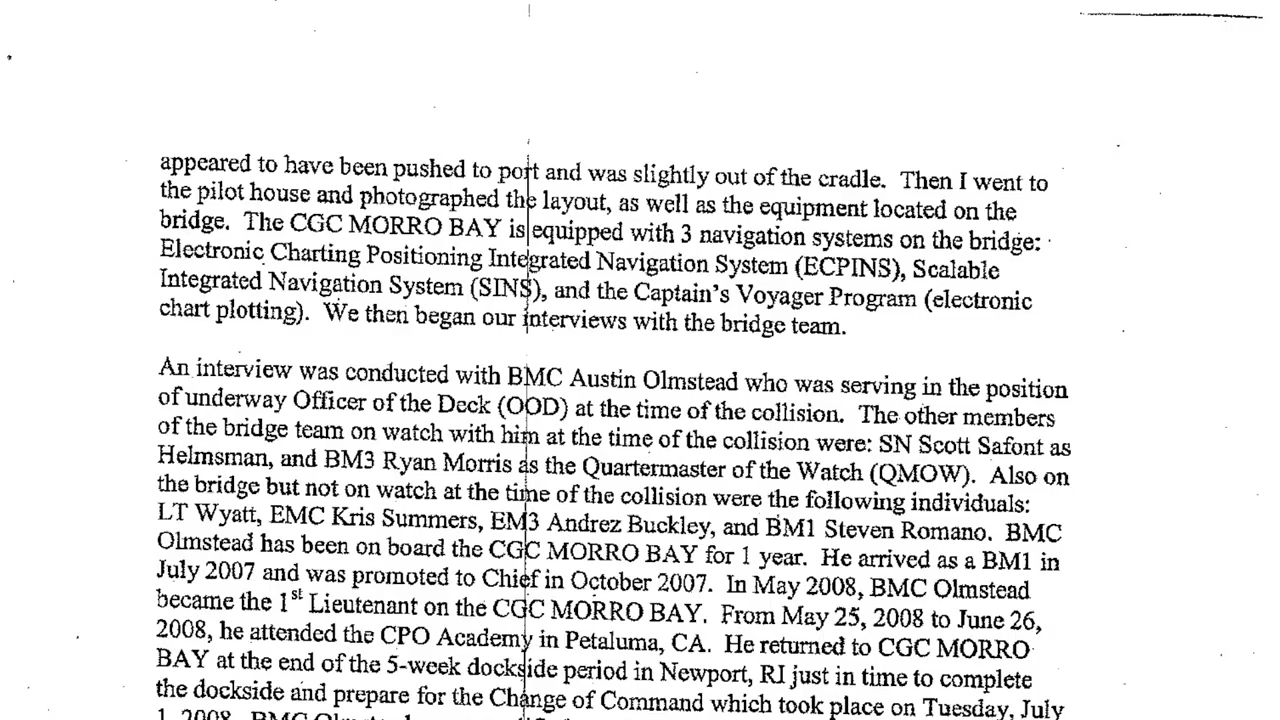 appeared to have been pushed to port and was slightly out of the cradle. Then I went to
the pilot house and photographed the layout, as well as the equipment located on the
bridge. The CGC MORRO BAY is equipped with 3 navigation systems on the bridge:
Electronic Charting Positioning Integrated Navigation System (ECPINS), Scalable
Integrated Navigation System (SINS), and the Captain's Voyager Program (electronic
chart plotting). We then began our interviews with the bridge team.
An interview was conducted with BMC Austin Olmstead who was serving in the position
of underway Officer of the Deck (OOD) at the time of the collision. The other members
of the bridge team on watch with him at the time of the collision were: SN Scott Safont as
Helmsman, and BM3 Ryan Morris as the Quartermaster of the Watch (QMOW). Also on
the bridge but not on watch at the time of the collision were the following individuals:
LT Wyatt, EMC Kris Summers, EM3 Andrez Buckley, and BM1 Steven Romano. BMC
Olmstead has been on board the CGC MORRO BAY for 1 year. He arrived as a BM1 in
July 2007 and was promoted to Chief in October 2007. In May 2008, BMC Olmstead
became the 1st Lieutenant on the CGC MORRO BAY. From May 25, 2008 to June 26,
2008, he attended the CPO Academy in Petaluma, CA. He returned to CGC MORRO
BAY at the end of the 5-week dockside period in Newport, RI just in time to complete
the dockside and prepare for the Change of Command which took place on Tuesday, July
1, 2008. BMC Olmstead